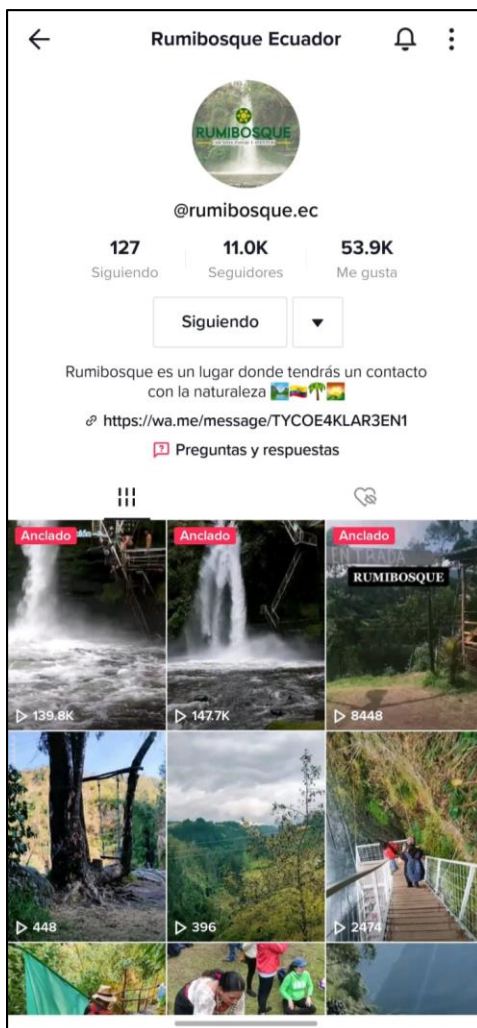 Rumibosque Ecuador
RUMIBOSQUE
@rumibosque.ec
127
11.0K
53.9K
Siguiendo
Seguidores
Me gusta
Siguiendo
Rumibosque es un lugar donde tendrás un contacto
con la naturaleza
https://wa.me/message/TYCOE4KLAR3EN1
Preguntas y respuestas
Anclado
Anclado
Anclado
ENTRADA
RUMIBOSQUE
139.8K
147.7K
8448
448
396
2474